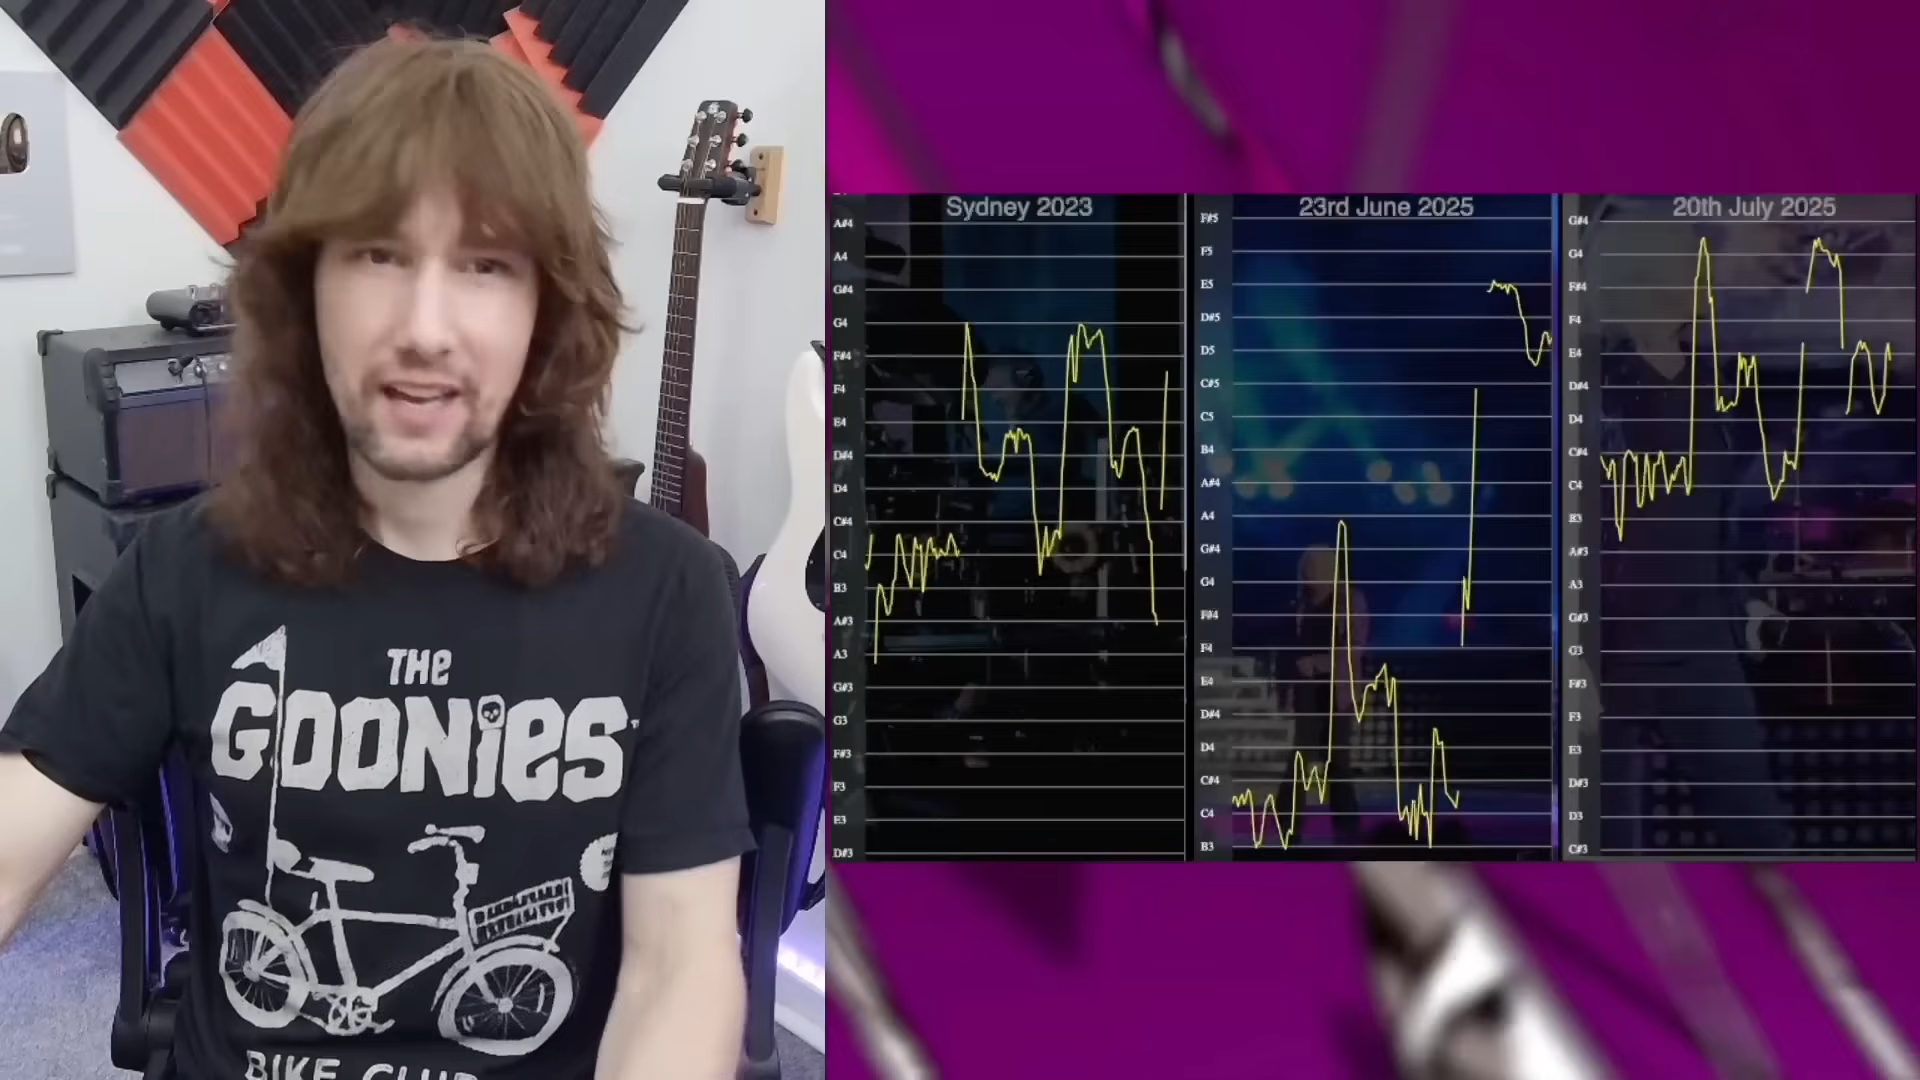 THE
GOONiES
BIKE CLUB
Sydney 2023
A#4
A4
G#4
G4
F#4
F4
E4
D#4
D4
C#4
C4
B3
A#3
A3
G#3
G3
F#3
F3
E3
D#3
23rd June 2025
F#5
F5
E5
D#5
D5
C#5
C5
B4
A#4
A4
G#4
G4
F#4
F4
E4
D#4
D4
C#4
C4
B3
20th July 2025
G#4
G4
F#4
F4
E4
D#4
D4
C#4
C4
B3
A#3
A3
G#3
G3
F#3
F3
E3
D#3
D3
C#3